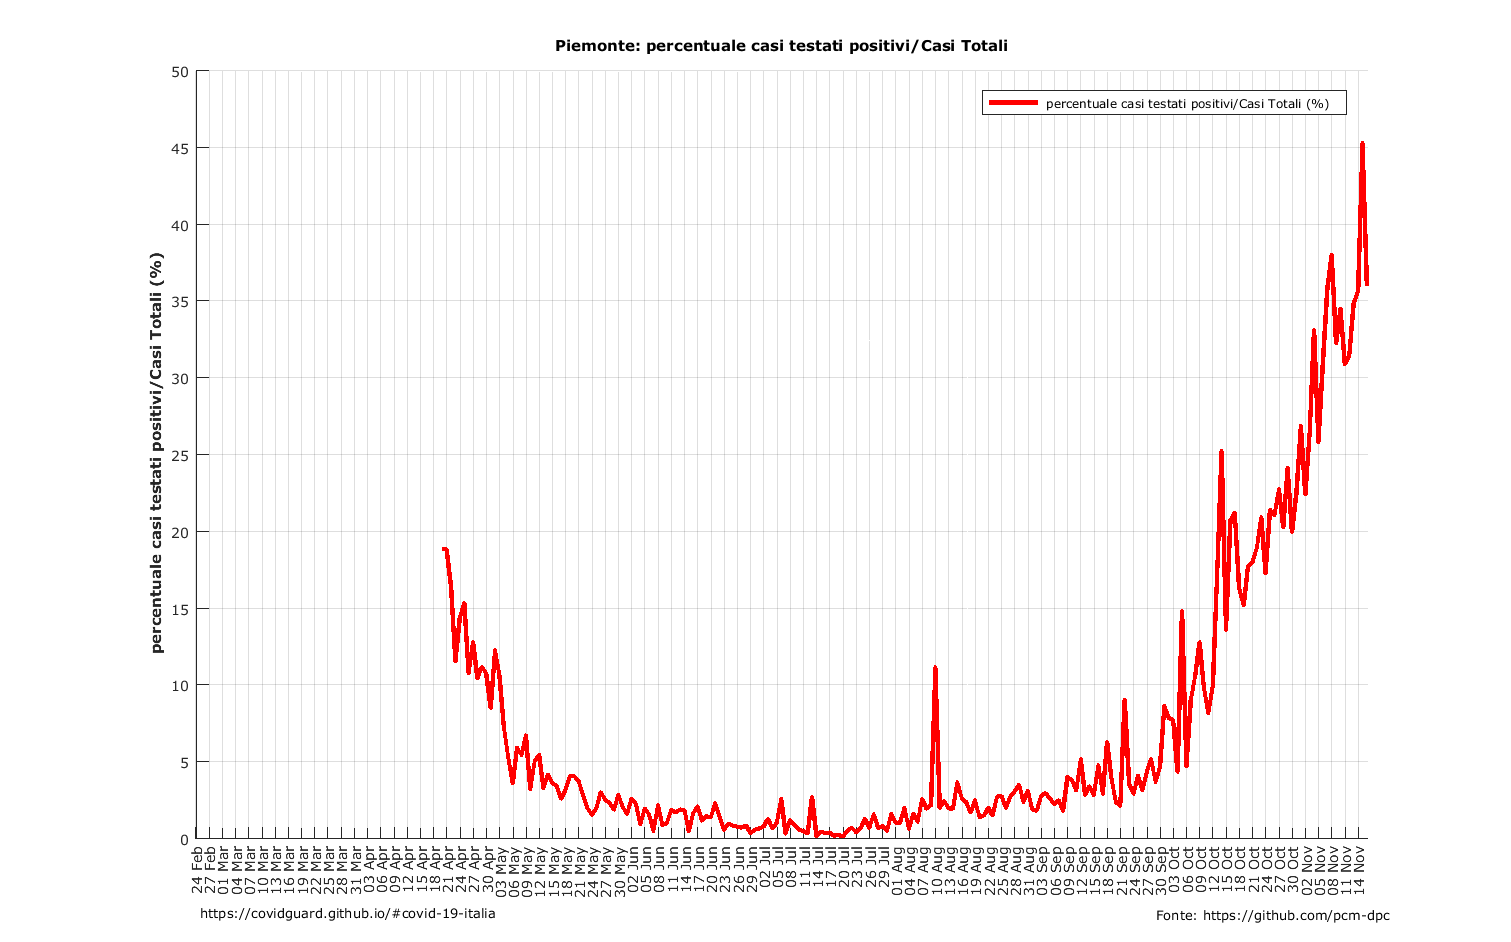 Piemonte: percentuale casi testati positivi/Casi Totali
percentuale casi testati positivi/Casi Totali (%)
percentuale casi testati positivi/Casi Totali (%)
50
45
40
35
30
25
20
15
10
5
0
24 Feb
27 Feb
01 Mar
04 Mar
07 Mar
10 Mar
13 Mar
16 Mar
19 Mar
22 Mar
25 Mar
28 Mar
31 Mar
03 Apr
06 Apr
09 Apr
12 Apr
15 Apr
18 Apr
21 Apr
24 Apr
27 Apr
30 Apr
03 May
06 May
09 May
12 May
15 May
18 May
21 May
24 May
27 May
30 May
02 Jun
05 Jun
08 Jun
11 Jun
14 Jun
17 Jun
20 Jun
23 Jun
26 Jun
29 Jun
02 Jul
05 Jul
08 Jul
11 Jul
14 Jul
17 Jul
20 Jul
23 Jul
26 Jul
29 Jul
01 Aug
04 Aug
07 Aug
10 Aug
13 Aug
16 Aug
19 Aug
22 Aug
25 Aug
28 Aug
31 Aug
03 Sep
06 Sep
09 Sep
12 Sep
15 Sep
18 Sep
21 Sep
24 Sep
27 Sep
30 Sep
03 Oct
06 Oct
09 Oct
12 Oct
15 Oct
18 Oct
21 Oct
24 Oct
27 Oct
30 Oct
02 Nov
05 Nov
08 Nov
11 Nov
14 Nov
https://covidguard.github.io/#covid-19-italia
Fonte: https://github.com/pcm-dpc